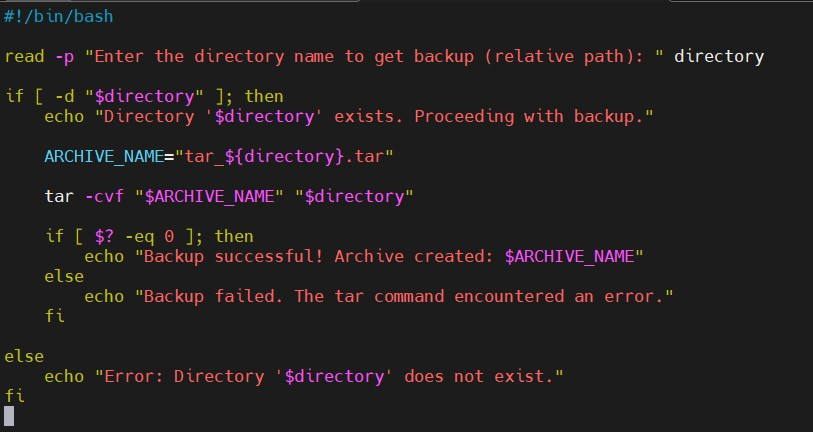 #!/bin/bash
read -p "Enter the directory name to get backup (relative path): " directory
if [ -d "$directory" ]; then
    echo "Directory '$directory' exists. Proceeding with backup."
    ARCHIVE_NAME="tar_${directory}.tar"
    tar -cvf "$ARCHIVE_NAME" "$directory"
    if [ $? -eq 0 ]; then
        echo "Backup successful! Archive created: $ARCHIVE_NAME"
    else
        echo "Backup failed. The tar command encountered an error."
    fi
else
    echo "Error: Directory '$directory' does not exist."
fi